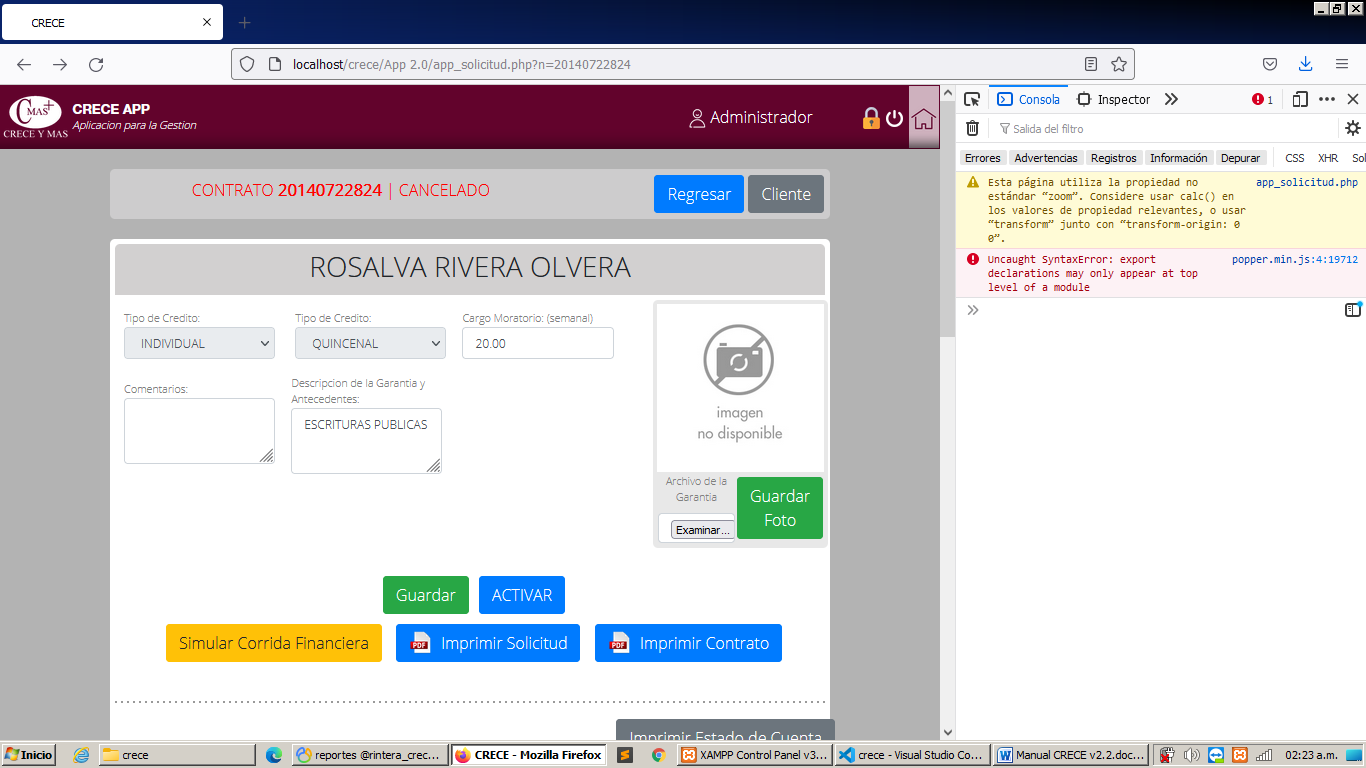 CRECE
localhost/crece/App 2.0/app_solicitud.php?n=20140722824
C MAS+
CRECE Y MAS
CRECE APP
Aplicacion para la Gestion
Administrador
CONTRATO 20140722824 | CANCELADO
Regresar
Cliente
ROSALVA RIVERA OLVERA
Tipo de Credito:
INDIVIDUAL
Tipo de Credito:
QUINCENAL
Cargo Moratorio: (semanal)
20.00
Comentarios:
Descripcion de la Garantia y
Antecedentes:
ESCRITURAS PUBLICAS
imagen
no disponible
Archivo de la
Garantia
Examinar...
Guardar
Foto
Guardar
ACTIVAR
Simular Corrida Financiera
PDF Imprimir Solicitud
PDF Imprimir Contrato
Imprimir Estado de Cuenta
Consola
Inspector
1
Salida del filtro
Errores
Advertencias
Registros
Información
Depurar
CSS
XHR
Sol
Esta página utiliza la propiedad no app_solicitud.php
estándar “zoom”. Considere usar calc() en
los valores de propiedad relevantes, o usar
“transform” junto con “transform-origin: 0
0”.
Uncaught SyntaxError: export popper.min.js:4:19712
declarations may only appear at top
level of a module
Inicio
crece
reportes @rintera_crec...
CRECE - Mozilla Firefox
XAMPP Control Panel v3...
crece - Visual Studio Co...
Manual CRECE v2.2.doc...
02:23 a.m.